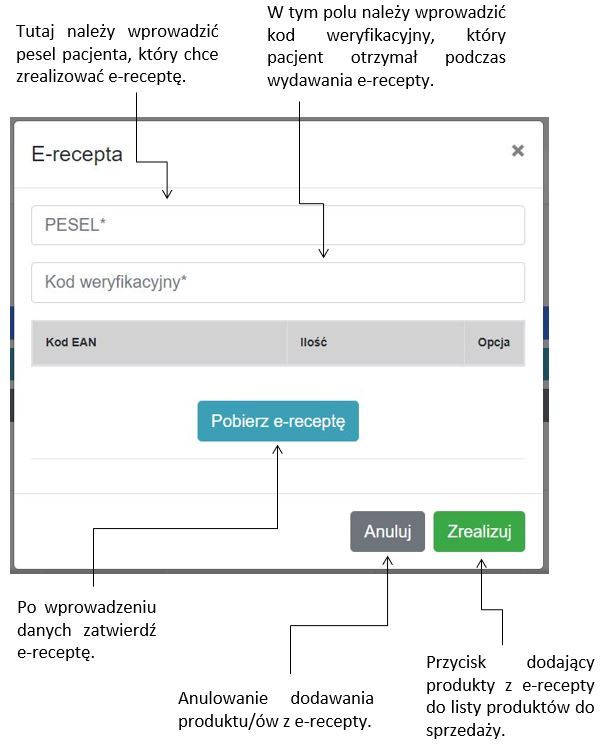 Tutaj należy wprowadzić
pesel pacjenta, który chce
zrealizować e-receptę.
W tym polu należy wprowadzić
kod weryfikacyjny, który
pacjent otrzymał podczas
wydawania e-recepty.
E-recepta
×
PESEL*
Kod weryfikacyjny*
Kod EAN Ilość Opcja
Pobierz e-receptę
Anuluj Zrealizuj
Po wprowadzeniu
danych zatwierdź
e-receptę.
Anulowanie dodawania
produktu/ów z e-recepty.
Przycisk dodający
produkty z e-recepty
do listy produktów do
sprzedaży.